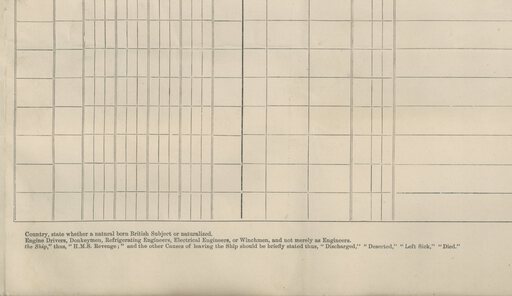 Country, state whether a natural born British Subject or naturalized.
Engine Drivers, Donkeymen, Refrigerating Engineers, Electrical Engineers, or Winchmen, and not merely as Engineers.
the Ship," thus, "H.M.S. Revenge;" and the other Causes of leaving the Ship should be briefly stated thus, "Discharged," "Deserted," "Left Sick," "Died."